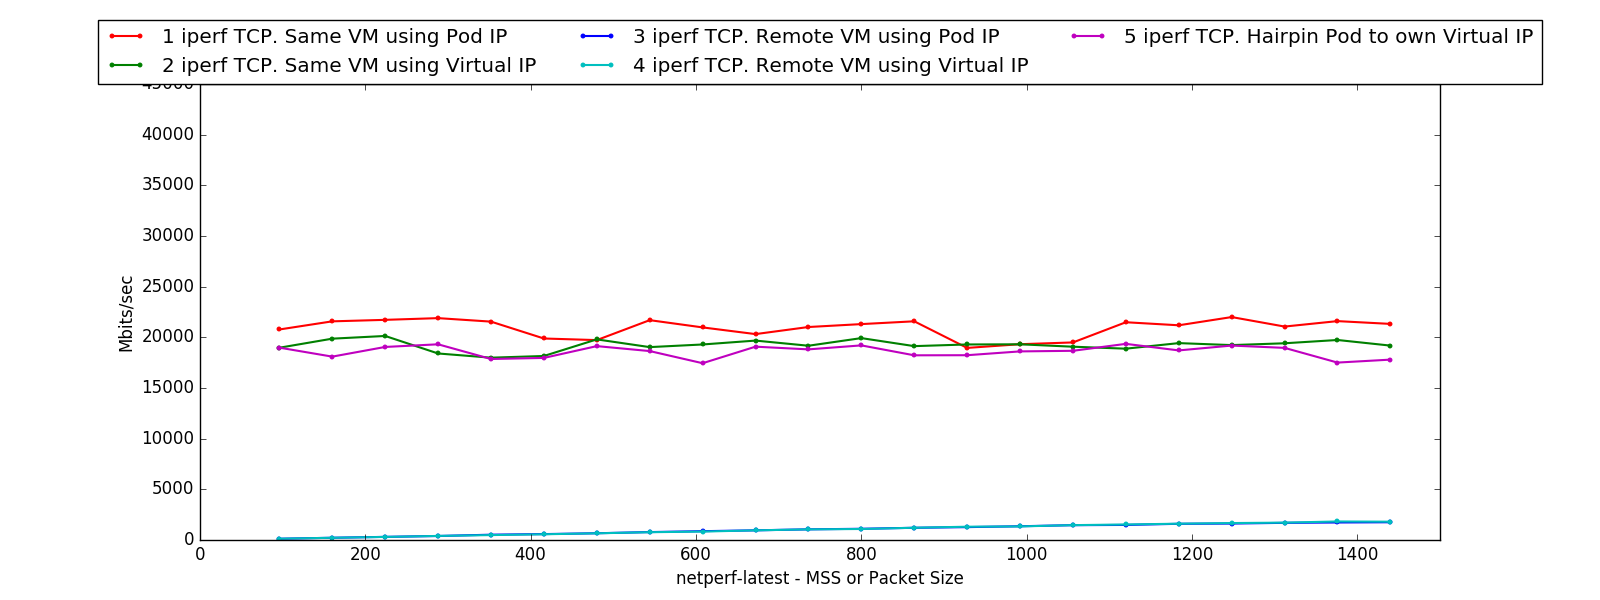 1 iperf TCP. Same VM using Pod IP
2 iperf TCP. Same VM using Virtual IP
3 iperf TCP. Remote VM using Pod IP
4 iperf TCP. Remote VM using Virtual IP
5 iperf TCP. Hairpin Pod to own Virtual IP
45000
40000
35000
30000
25000
20000
15000
10000
5000
0
Mbits/sec
0 200 400 600 800 1000 1200 1400
netperf-latest - MSS or Packet Size